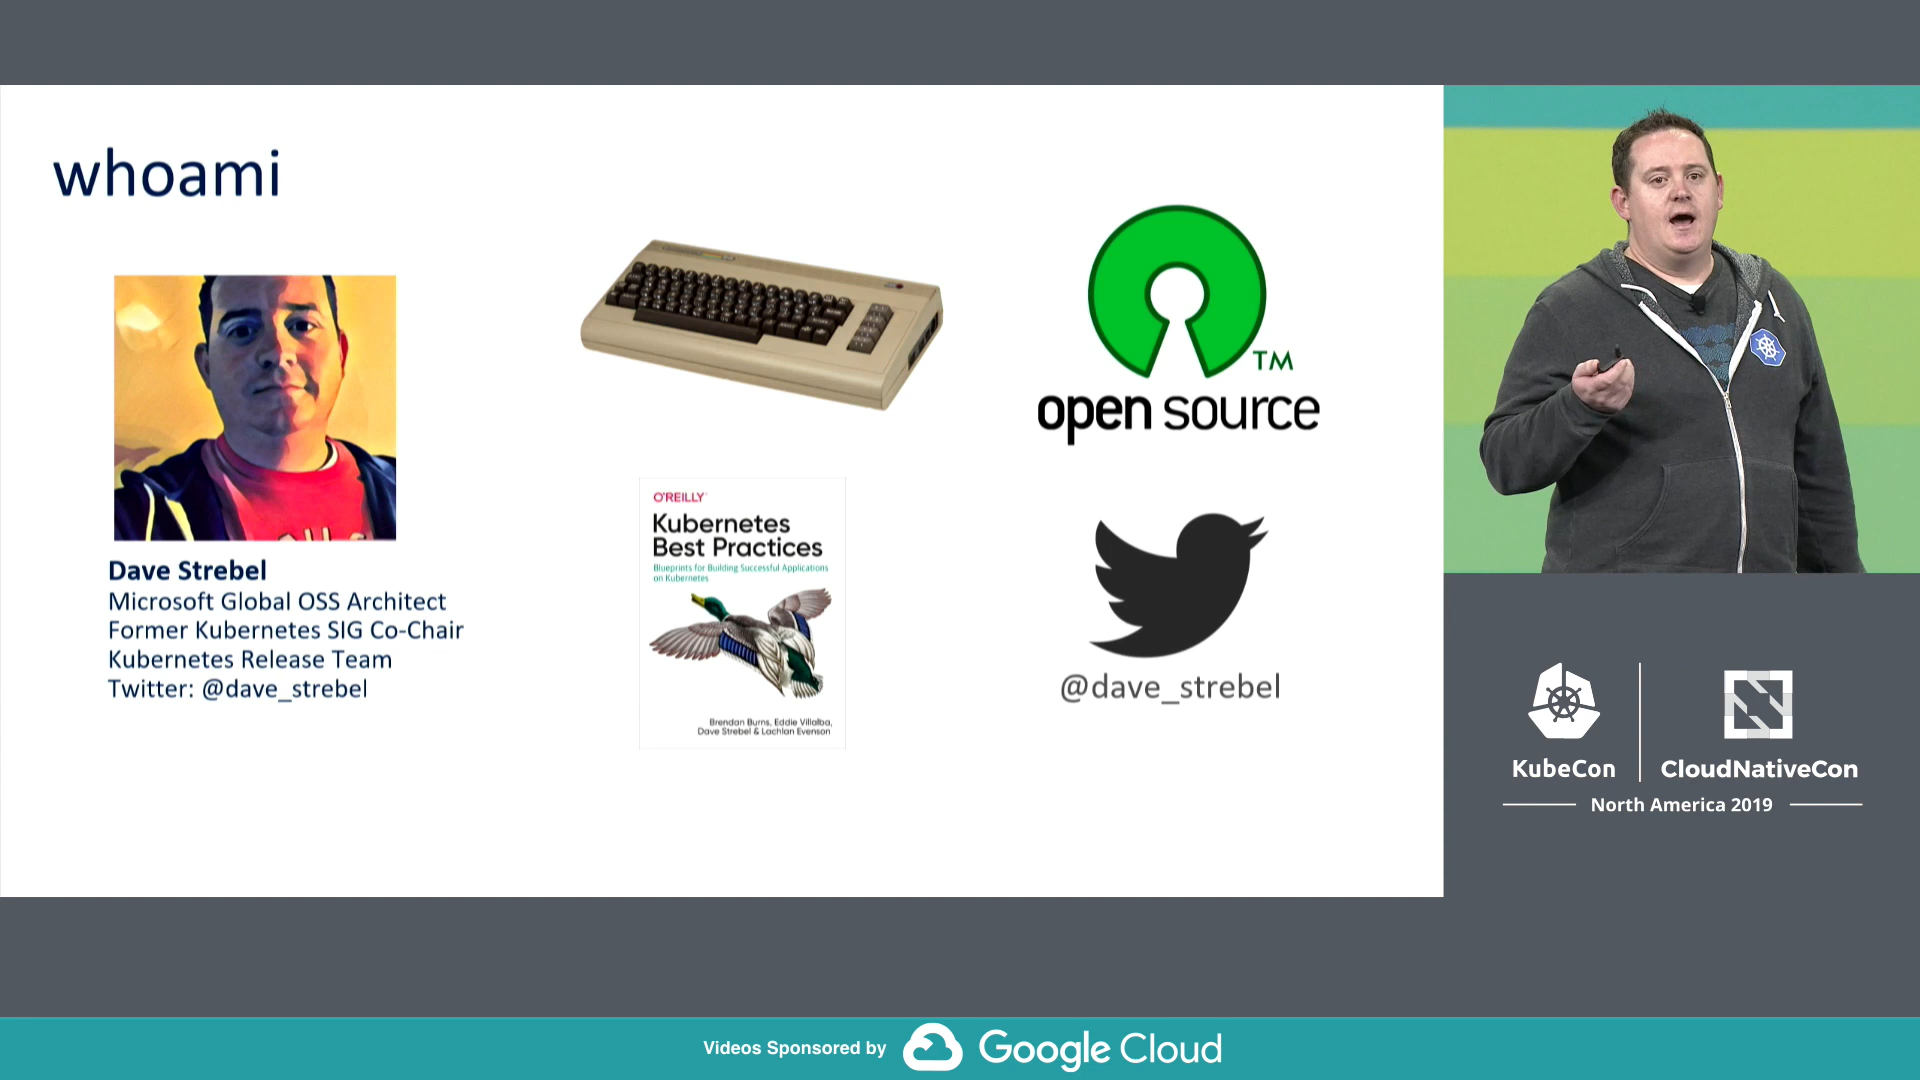 whoami
Dave Strebel
Microsoft Global OSS Architect
Former Kubernetes SIG Co-Chair
Kubernetes Release Team
Twitter: @dave_strebel
O'REILLY
Kubernetes
Best Practices
Blueprints for Building Successful Applications
on Kubernetes
Brendan Burns, Eddie Villalba,
Dave Strebel & Lachlan Evenson
TM
open source
@dave_strebel
KubeCon
CloudNativeCon
North America 2019
Videos Sponsored by
Google Cloud